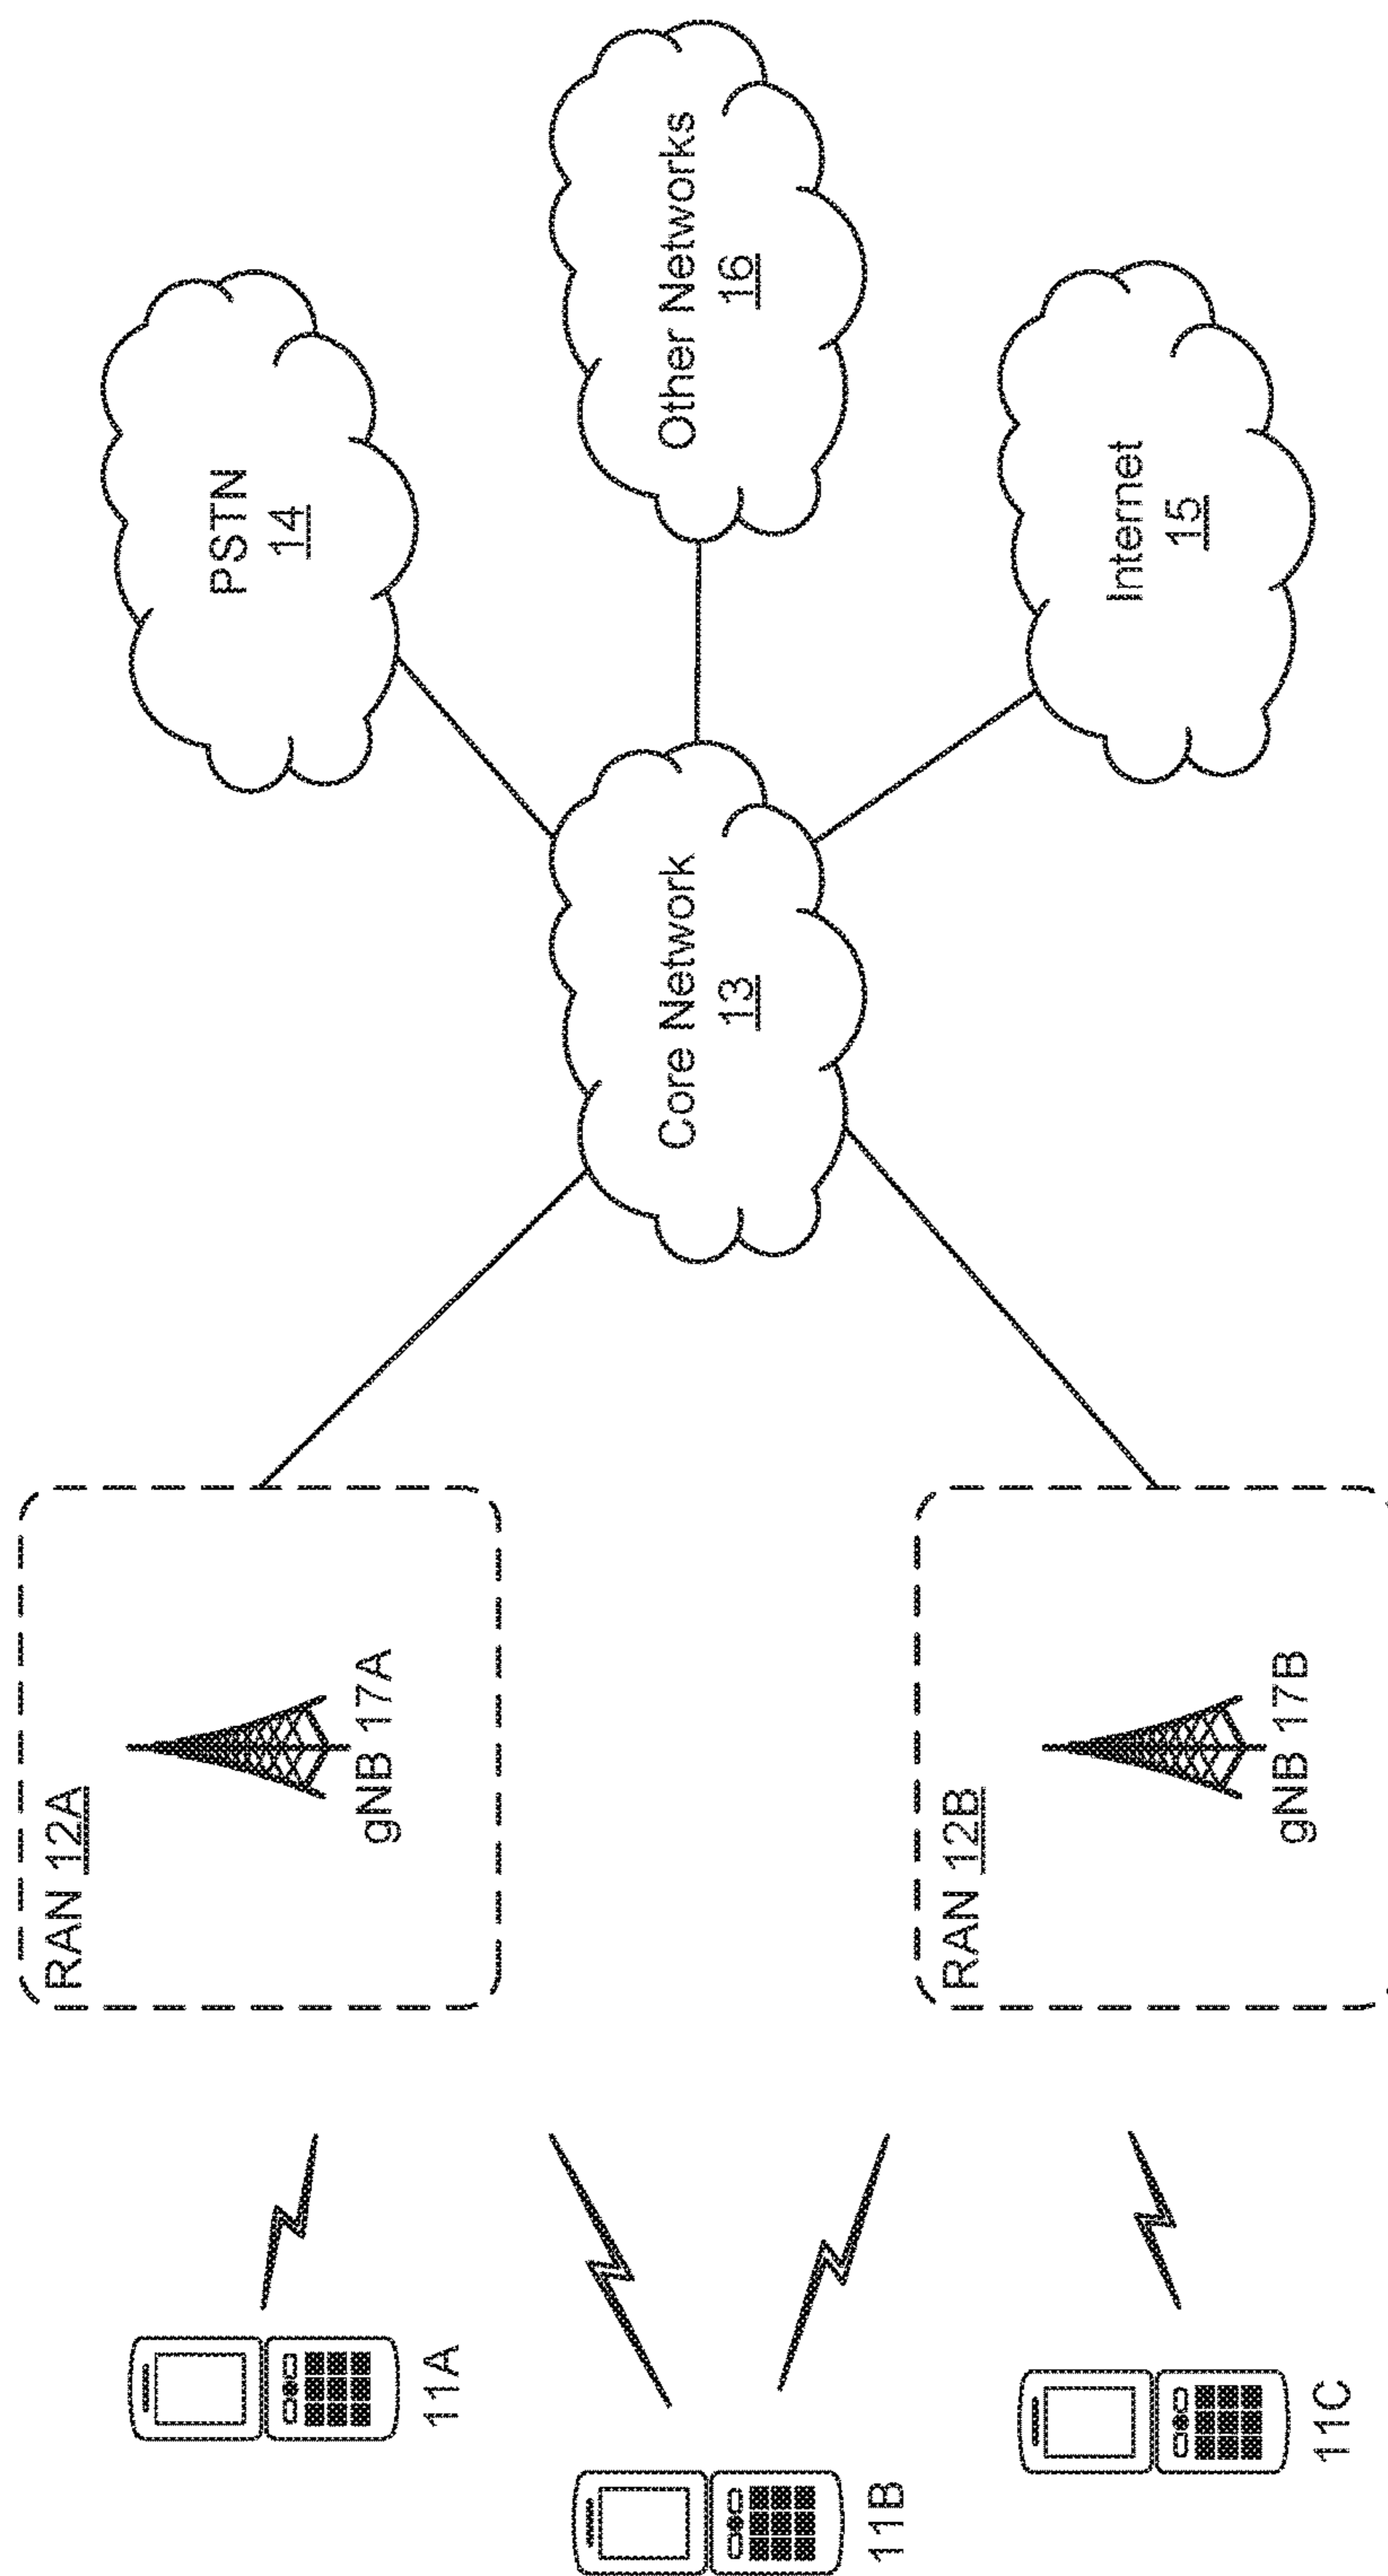 11A
11B
11C
RAN 12A
gNB 17A
RAN 12B
gNB 17B
Core Network
13
PSTN
14
Other Networks
16
Internet
15